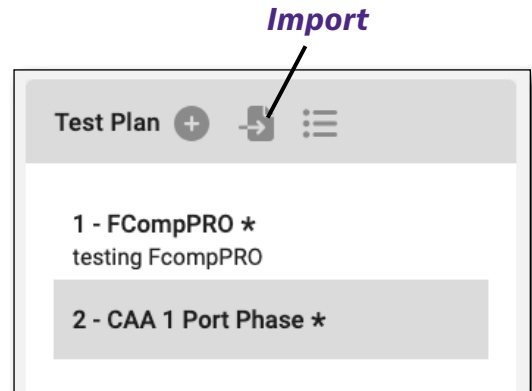 Import
Test Plan
1 - FCompPRO *
testing FcompPRO
2 - CAA 1 Port Phase *